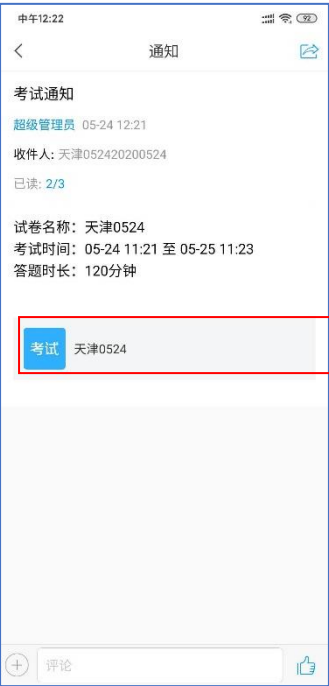 中午12:22
92
通知
考试通知
超级管理员 05-24 12:21
收件人: 天津052420200524
已读: 2/3
试卷名称：天津0524
考试时间：05-24 11:21 至 05-25 11:23
答题时长：120分钟
考试 天津0524
评论